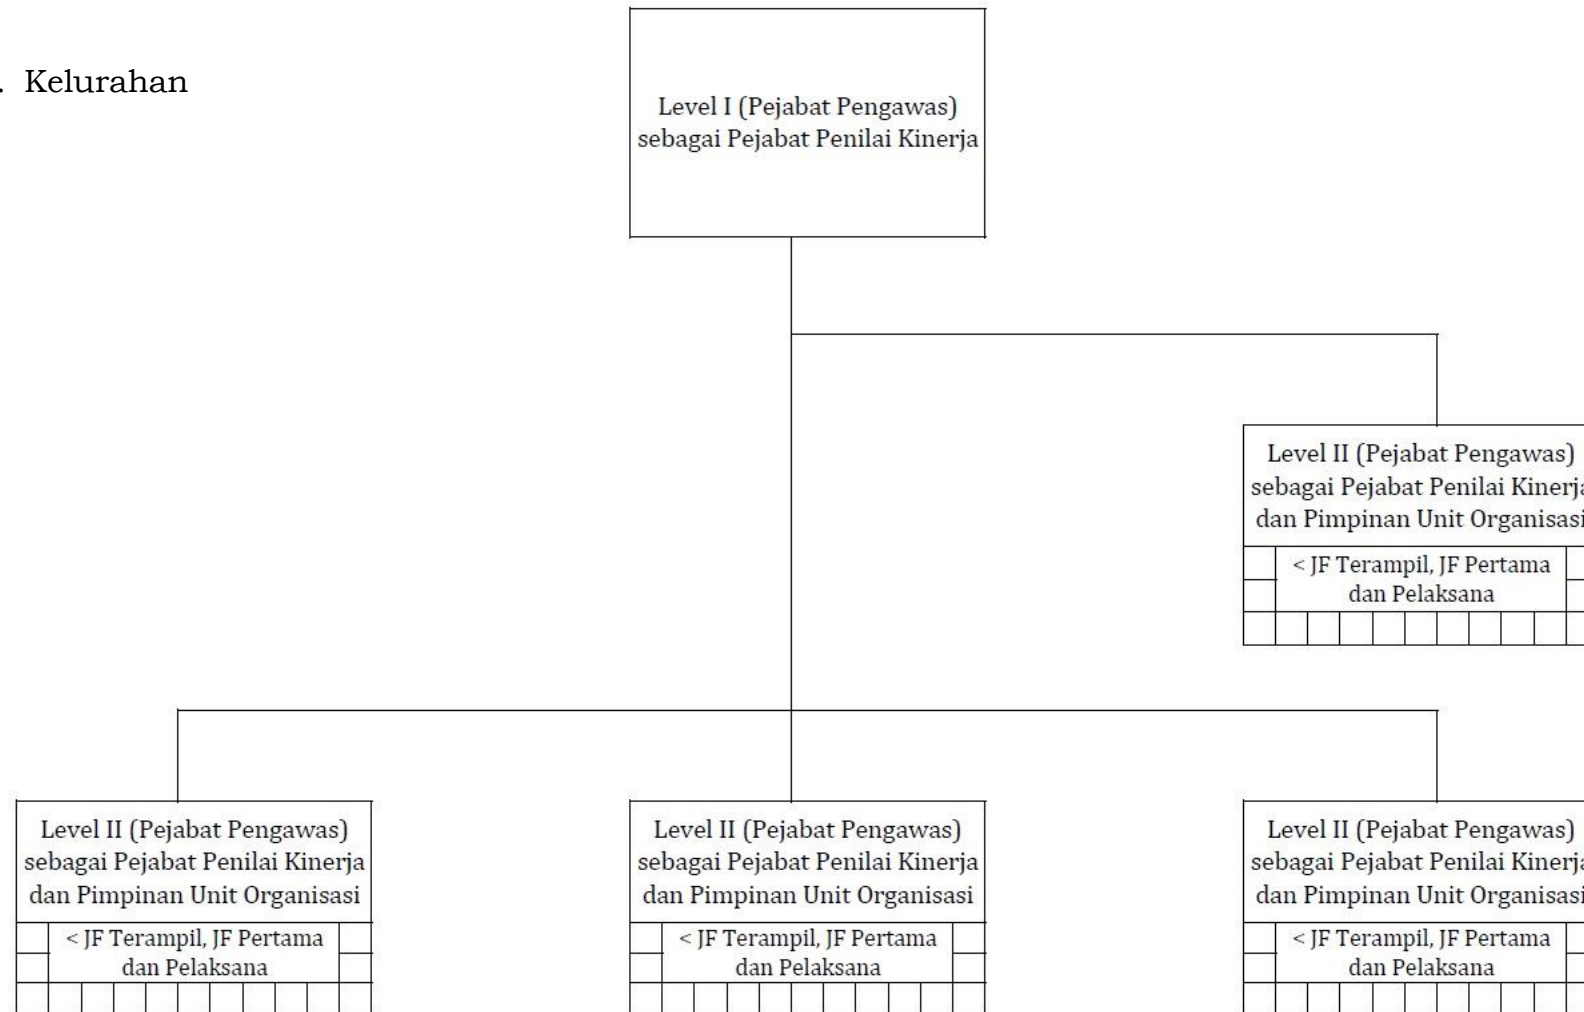 . Kelurahan
Level I (Pejabat Pengawas)
sebagai Pejabat Penilai Kinerja
Level II (Pejabat Pengawas)
sebagai Pejabat Penilai Kinerja
dan Pimpinan Unit Organisasi
< JF Terampil, JF Pertama
dan Pelaksana
Level II (Pejabat Pengawas)
sebagai Pejabat Penilai Kinerja
dan Pimpinan Unit Organisasi
< JF Terampil, JF Pertama
dan Pelaksana
Level II (Pejabat Pengawas)
sebagai Pejabat Penilai Kinerja
dan Pimpinan Unit Organisasi
< JF Terampil, JF Pertama
dan Pelaksana
Level II (Pejabat Pengawas)
sebagai Pejabat Penilai Kinerja
dan Pimpinan Unit Organisasi
< JF Terampil, JF Pertama
dan Pelaksana